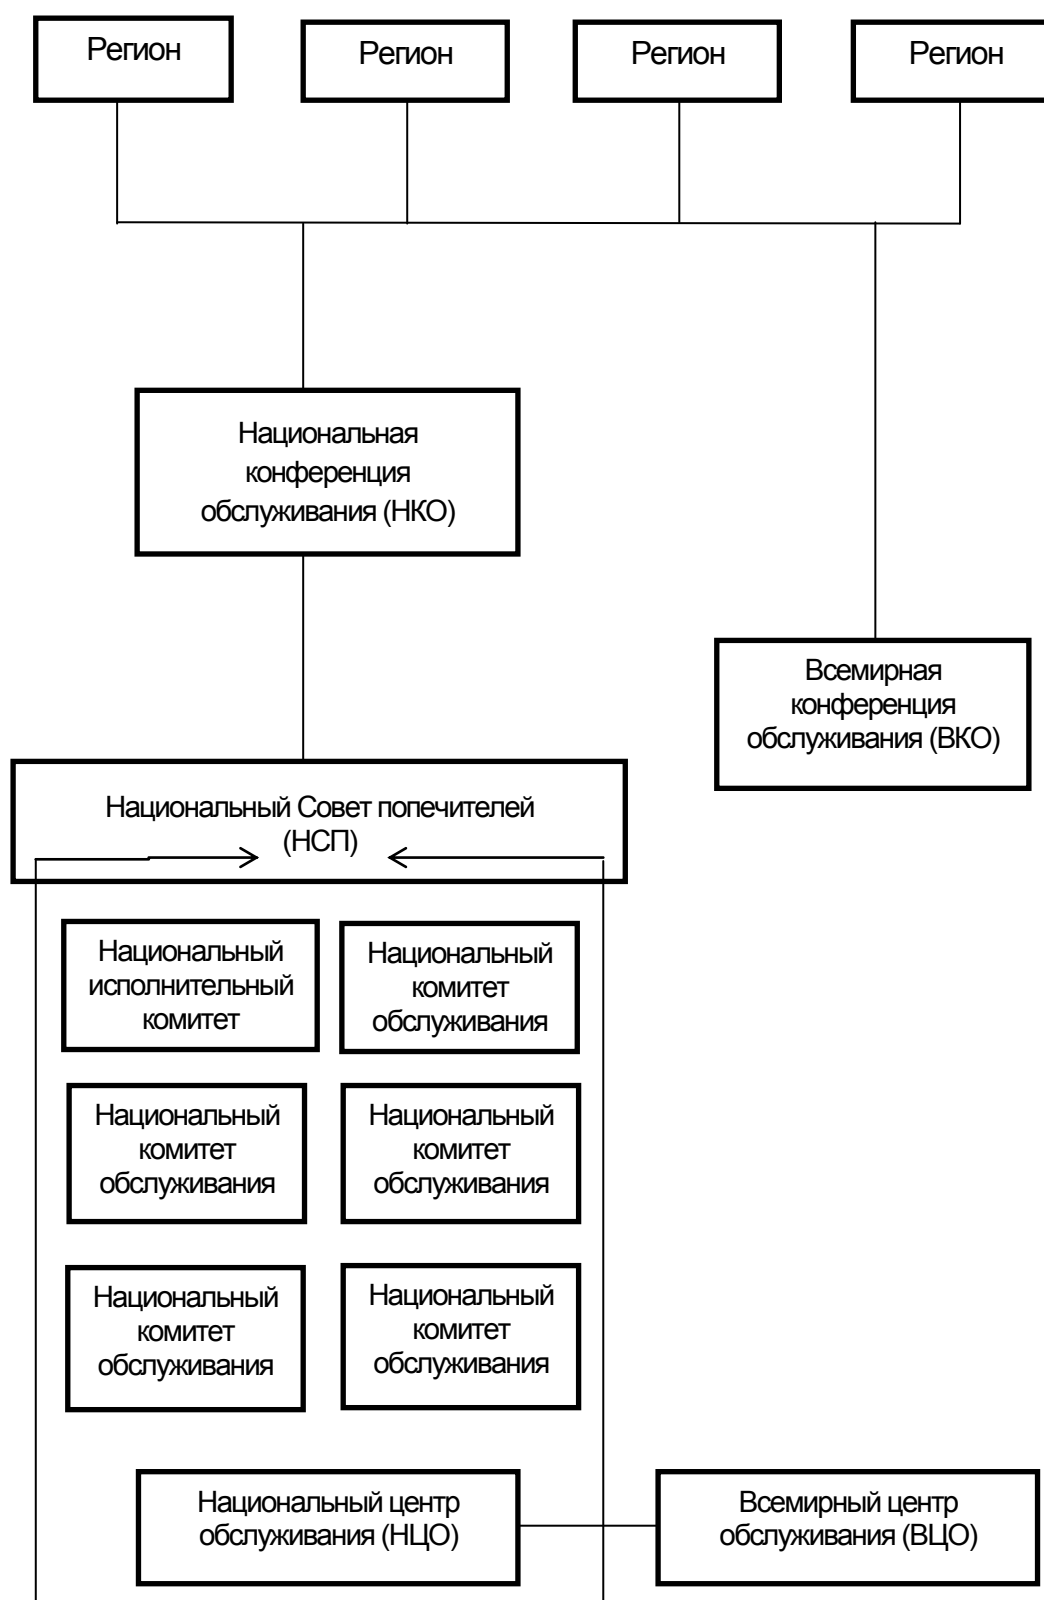 Регион
Регион
Регион
Регион
Национальная
конференция
обслуживания (НКО)
Всемирная
конференция
обслуживания (ВКО)
Национальный Совет попечителей
(НСП)
Национальный
исполнительный
комитет
Национальный
комитет
обслуживания
Национальный
комитет
обслуживания
Национальный
комитет
обслуживания
Национальный
комитет
обслуживания
Национальный
комитет
обслуживания
Национальный центр
обслуживания (НЦО)
Всемирный центр
обслуживания (ВЦО)